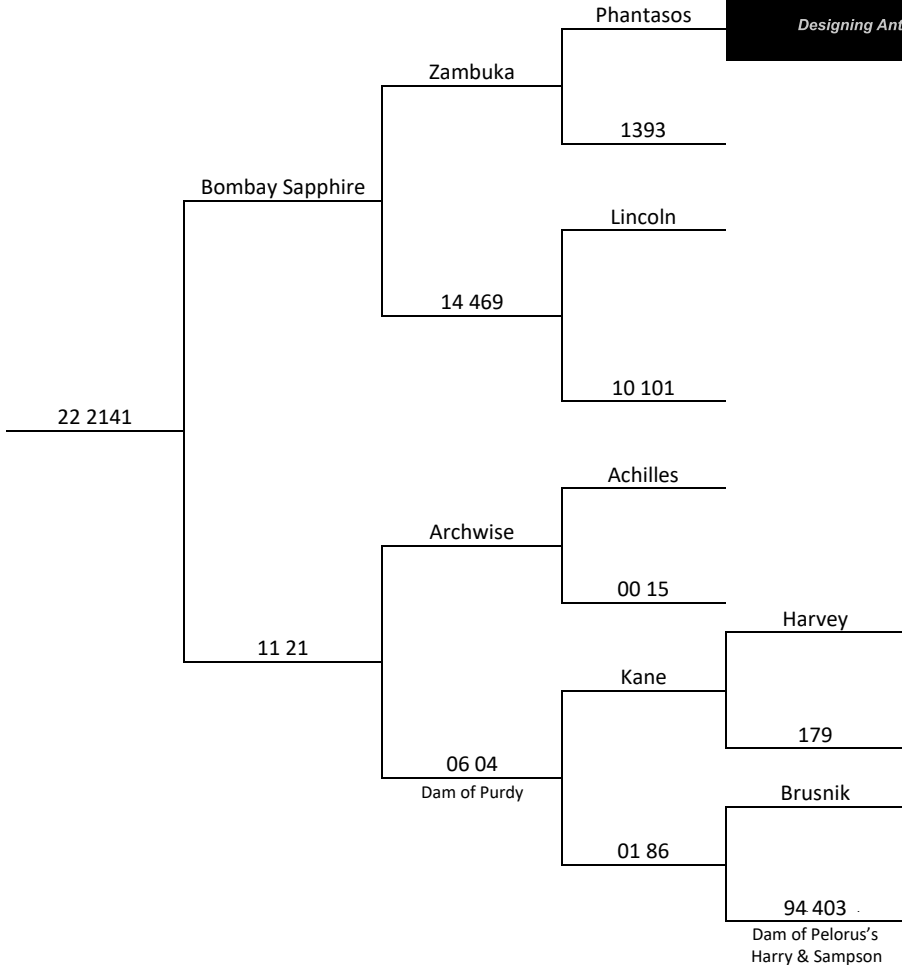 Phantasos
Designing Ant
Zambuka
1393
Bombay Sapphire
Lincoln
14 469
10 101
22 2141
Achilles
Archwise
00 15
Harvey
11 21
Kane
179
06 04
Dam of Purdy
Brusnik
01 86
94 403
Dam of Pelorus’s
Harry & Sampson